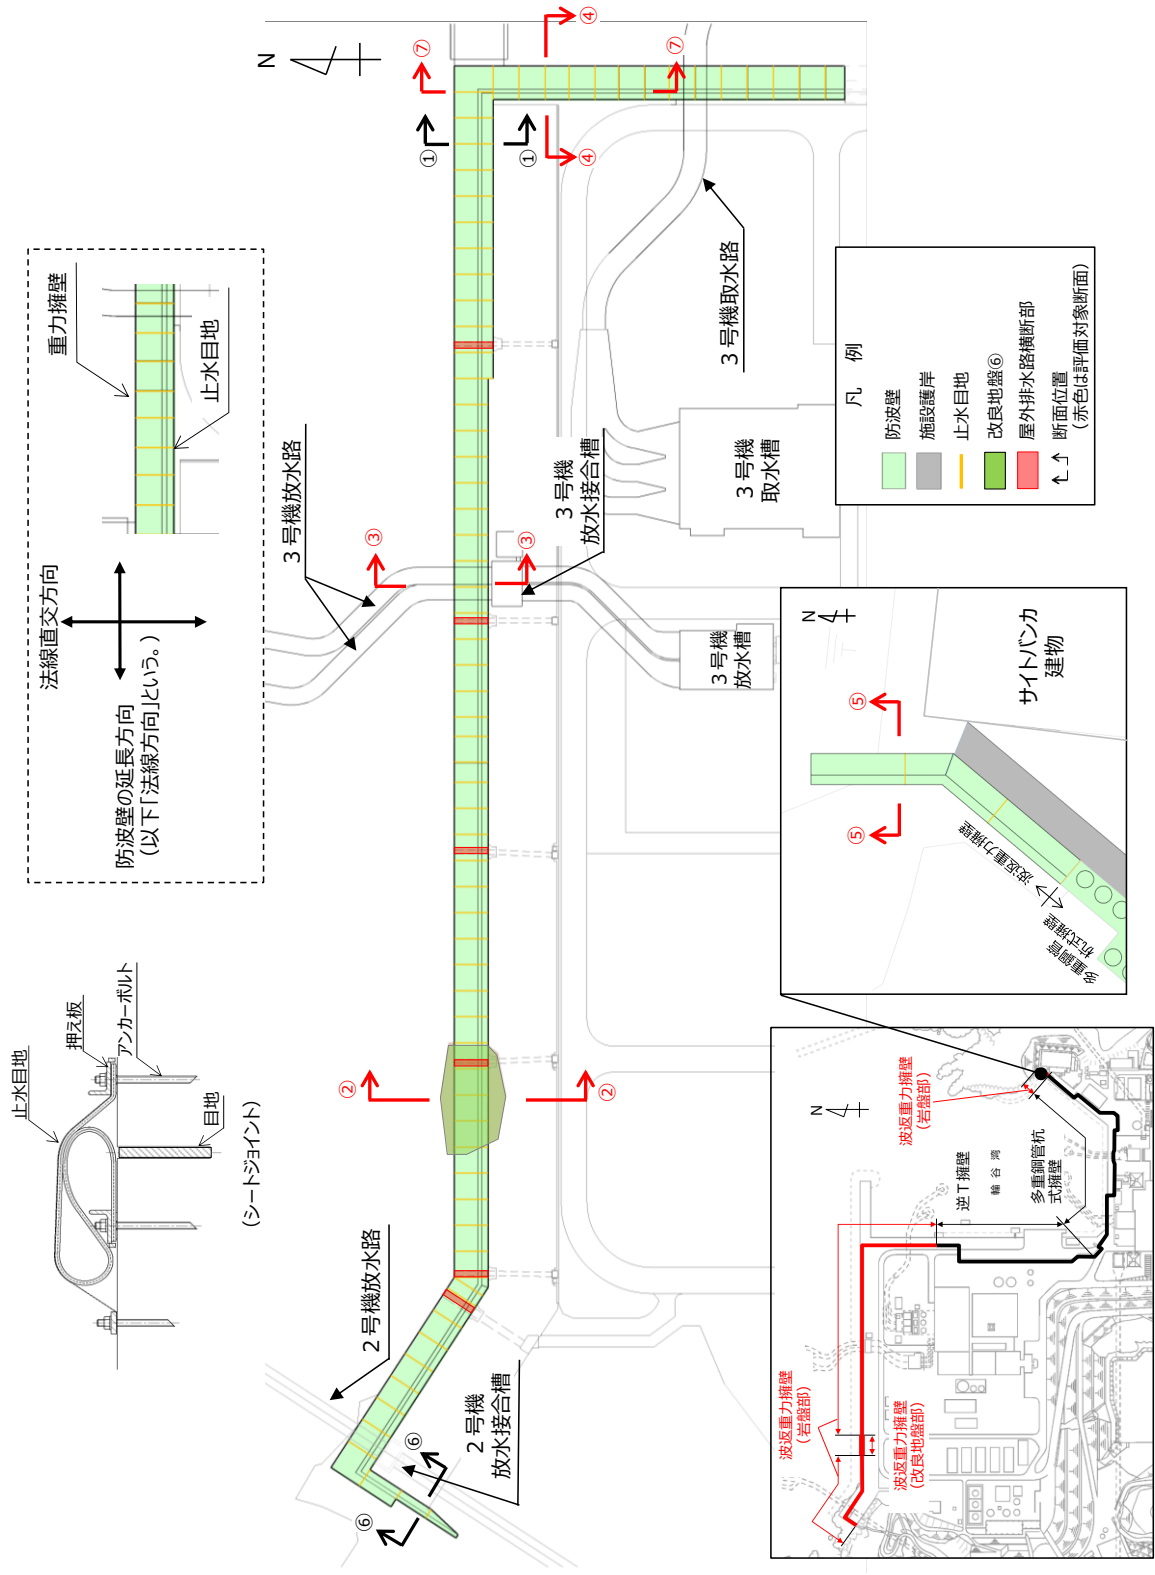 止水目地
押え板
アンカーボルト
目地
(シートジョイント)
法線直交方向
防波壁の延長方向
(以下「法線方向」という。)
重力擁壁
止水目地
N
2号機放水路
2号機
放水接合槽
⑥
⑥
②
②
3号機放水路
③
③
3号機
放水接合槽
3号機
放水槽
3号機
取水槽
3号機取水路
①
①
⑦
⑦
④
④
凡 例
防波壁
施設護岸
止水目地
改良地盤⑥
屋外排水路横断部
断面位置
(赤色は評価対象断面)
N
サイトバンカ
建物
⑤
⑤
波返重力擁壁
多重鋼管
杭式擁壁
N
波返重力擁壁
(岩盤部)
波返重力擁壁
(改良地盤部)
逆T擁壁
輪谷湾
多重鋼管杭
式擁壁
波返重力擁壁
(岩盤部)